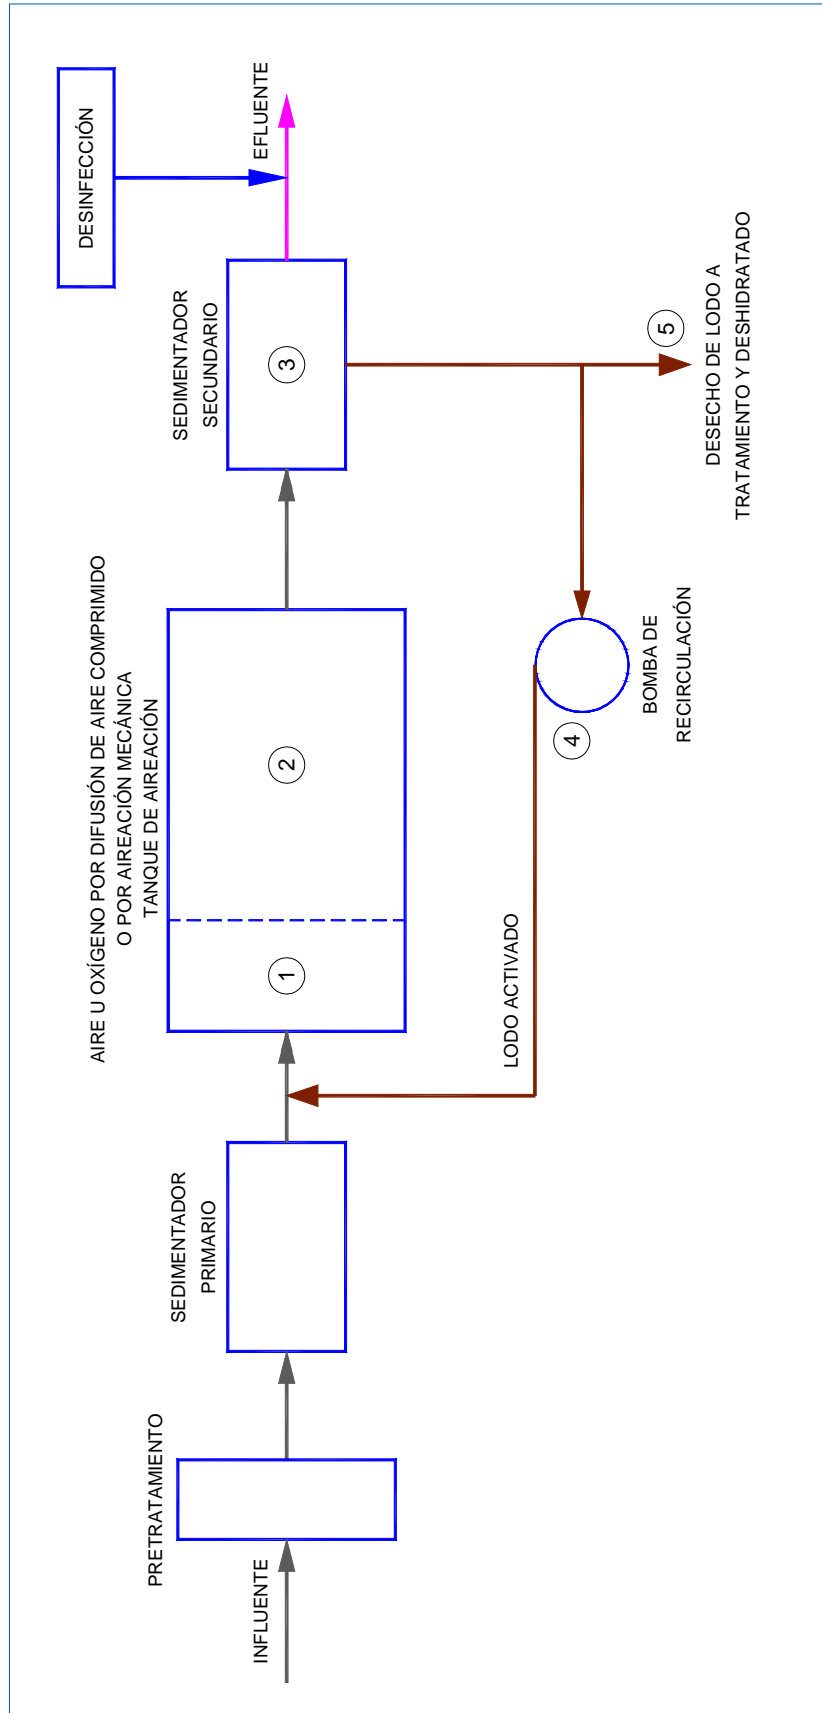 INFLUENTE
PRETRATAMIENTO
SEDIMENTADOR
PRIMARIO
AIRE U OXÍGENO POR DIFUSIÓN DE AIRE COMPRIMIDO
O POR AIREACIÓN MECÁNICA
TANQUE DE AIREACIÓN
1
2
SEDIMENTADOR
SECUNDARIO
3
DESINFECCIÓN
EFLUENTE
LODO ACTIVADO
4
BOMBA DE
RECIRCULACIÓN
5
DESECHO DE LODO A
TRATAMIENTO Y DESHIDRATADO